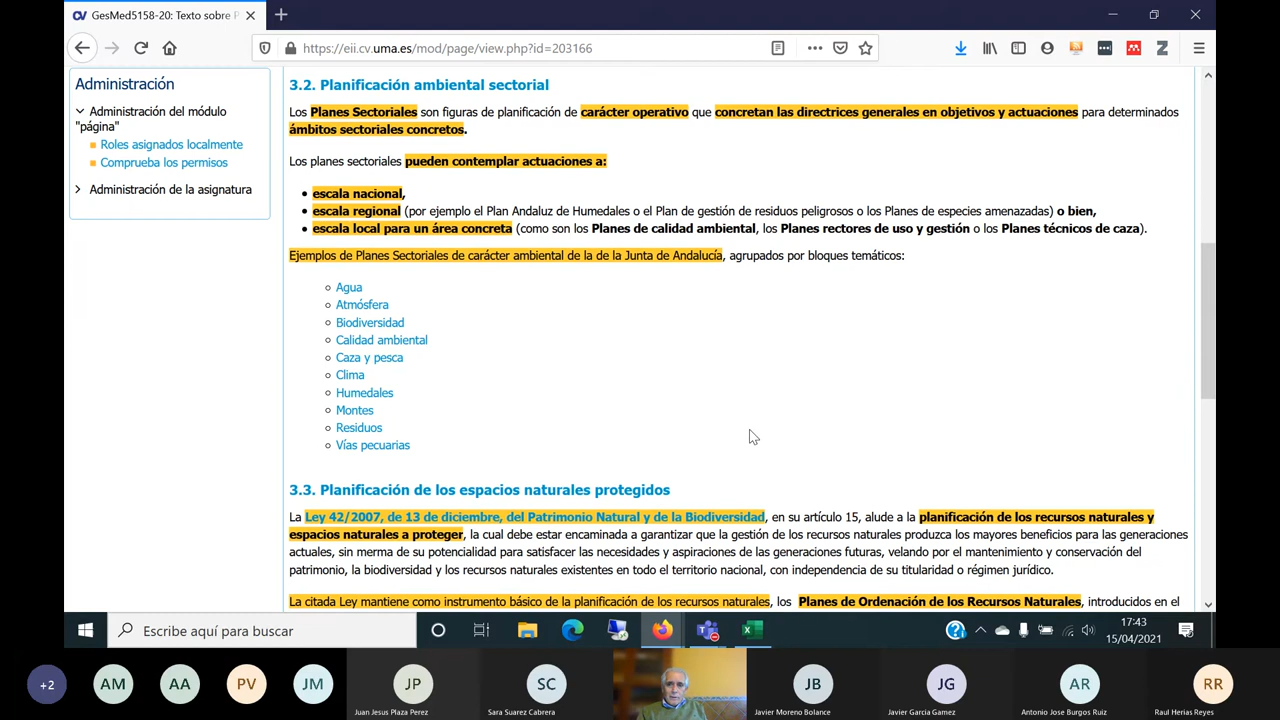 GesMed5158-20: Texto sobre P
https://eii.cv.uma.es/mod/page/view.php?id=203166
Administración
Administración del módulo
"página"
Roles asignados localmente
Comprueba los permisos
Administración de la asignatura
3.2. Planificación ambiental sectorial
Los Planes Sectoriales son figuras de planificación de carácter operativo que concretan las directrices generales en objetivos y actuaciones para determinados
ámbitos sectoriales concretos.
Los planes sectoriales pueden contemplar actuaciones a:
escala nacional,
escala regional (por ejemplo el Plan Andaluz de Humedales o el Plan de gestión de residuos peligrosos o los Planes de especies amenazadas) o bien,
escala local para un área concreta (como son los Planes de calidad ambiental, los Planes rectores de uso y gestión o los Planes técnicos de caza).
Ejemplos de Planes Sectoriales de carácter ambiental de la de la Junta de Andalucía, agrupados por bloques temáticos:
Agua
Atmósfera
Biodiversidad
Calidad ambiental
Caza y pesca
Clima
Humedales
Montes
Residuos
Vías pecuarias
3.3. Planificación de los espacios naturales protegidos
La Ley 42/2007, de 13 de diciembre, del Patrimonio Natural y de la Biodiversidad, en su artículo 15, alude a la planificación de los recursos naturales y
espacios naturales a proteger, la cual debe estar encaminada a garantizar que la gestión de los recursos naturales produzca los mayores beneficios para las generaciones
actuales, sin merma de su potencialidad para satisfacer las necesidades y aspiraciones de las generaciones futuras, velando por el mantenimiento y conservación del
patrimonio, la biodiversidad y los recursos naturales existentes en todo el territorio nacional, con independencia de su titularidad o régimen jurídico.
La citada Ley mantiene como instrumento básico de la planificación de los recursos naturales, los Planes de Ordenación de los Recursos Naturales, introducidos en el
Escribe aquí para buscar
17:43
15/04/2021
+2
AM
AA
PV
JM
JP
SC
JB
JG
AR
RR
Juan Jesus Plaza Perez
Sara Suarez Cabrera
Javier Moreno Bolance
Javier Garcia Gamez
Antonio Jose Burgos Ruiz
Raul Herias Reyes